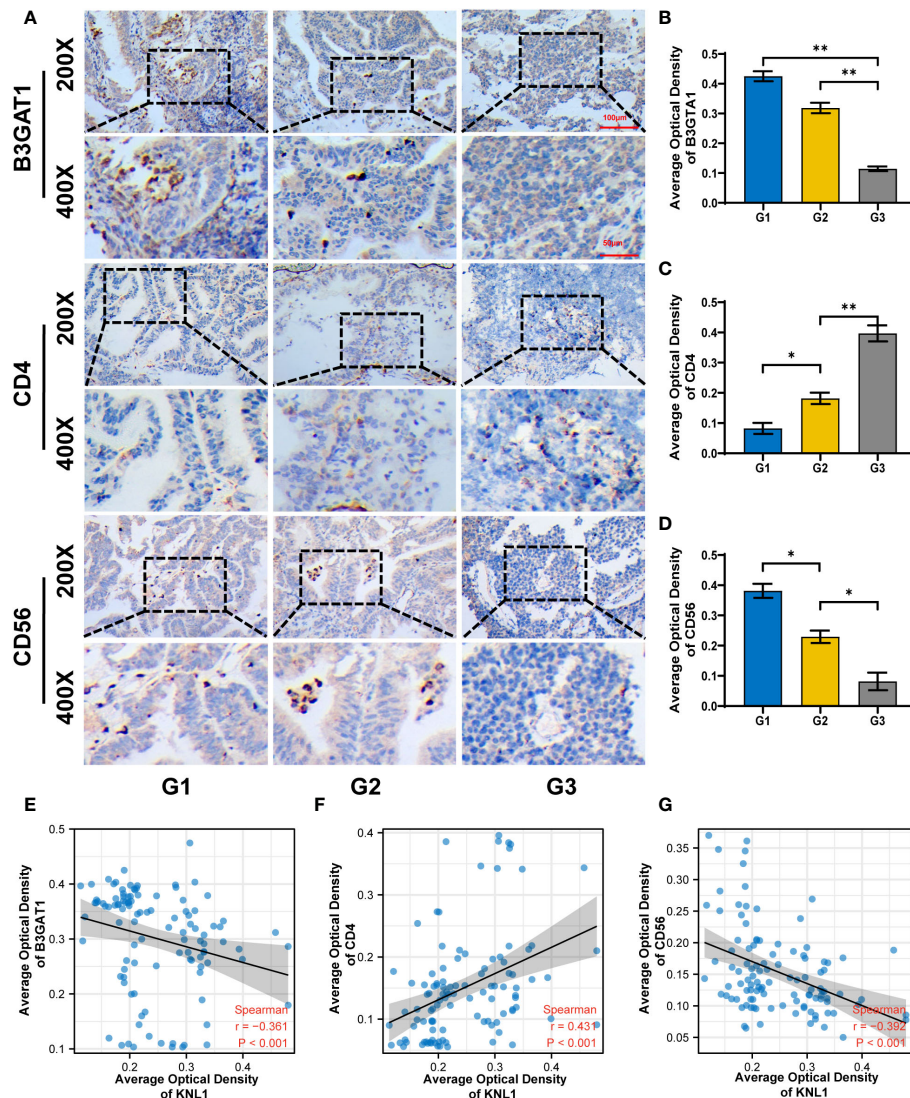 A
200X
B3GAT1
400X
100μm
50μm
200X
CD4
400X
200X
CD56
400X
G1
G2
G3
B
Average Optical Density
of B3GTA1
0.5
0.4
0.3
0.2
0.1
0.0
**
**
G1
G2
G3
C
Average Optical Density
of CD4
0.5
0.4
0.3
0.2
0.1
0.0
*
**
G1
G2
G3
D
Average Optical Density
of CD56
0.5
0.4
0.3
0.2
0.1
0.0
*
*
G1
G2
G3
E
Average Optical Density
of B3GAT1
0.5
0.4
0.3
0.2
0.1
Spearman
r = −0.361
P < 0.001
0.2
0.3
0.4
Average Optical Density
of KNL1
F
Average Optical Density
of CD4
0.4
0.3
0.2
0.1
Spearman
r = 0.431
P < 0.001
0.2
0.3
0.4
Average Optical Density
of KNL1
G
Average Optical Density
of CD56
0.35
0.30
0.25
0.20
0.15
0.10
0.05
Spearman
r = −0.392
P < 0.001
0.2
0.3
0.4
Average Optical Density
of KNL1